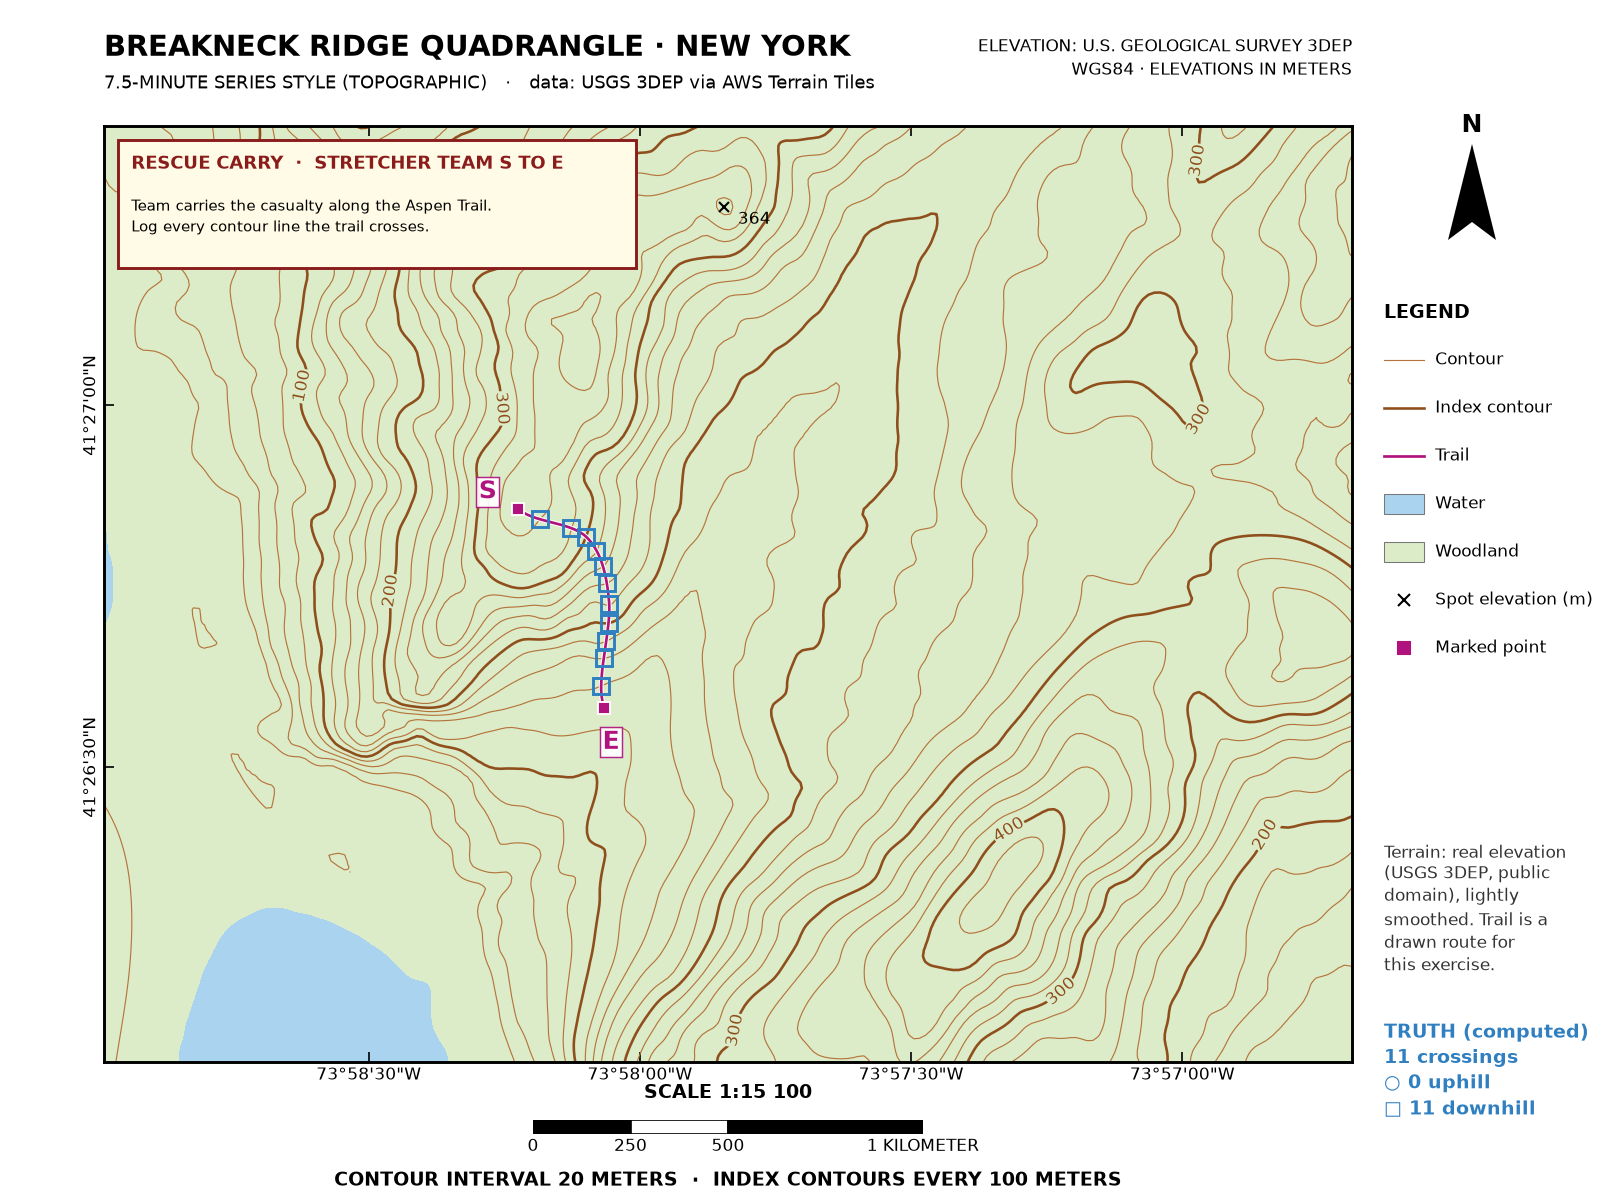 BREAKNECK RIDGE QUADRANGLE · NEW YORK
7.5-MINUTE SERIES STYLE (TOPOGRAPHIC) · data: USGS 3DEP via AWS Terrain Tiles
ELEVATION: U.S. GEOLOGICAL SURVEY 3DEP
WGS84 · ELEVATIONS IN METERS
RESCUE CARRY · STRETCHER TEAM S TO E
Team carries the casualty along the Aspen Trail.
Log every contour line the trail crosses.
364
300
100
300
300
200
S
E
400
200
300
300
41°27'00"N
41°26'30"N
73°58'30"W
73°58'00"W
73°57'30"W
73°57'00"W
N
LEGEND
Contour
Index contour
Trail
Water
Woodland
Spot elevation (m)
Marked point
Terrain: real elevation
(USGS 3DEP, public
domain), lightly
smoothed. Trail is a
drawn route for
this exercise.
TRUTH (computed)
11 crossings
○ 0 uphill
□ 11 downhill
SCALE 1:15 100
0 250 500 1 KILOMETER
CONTOUR INTERVAL 20 METERS · INDEX CONTOURS EVERY 100 METERS